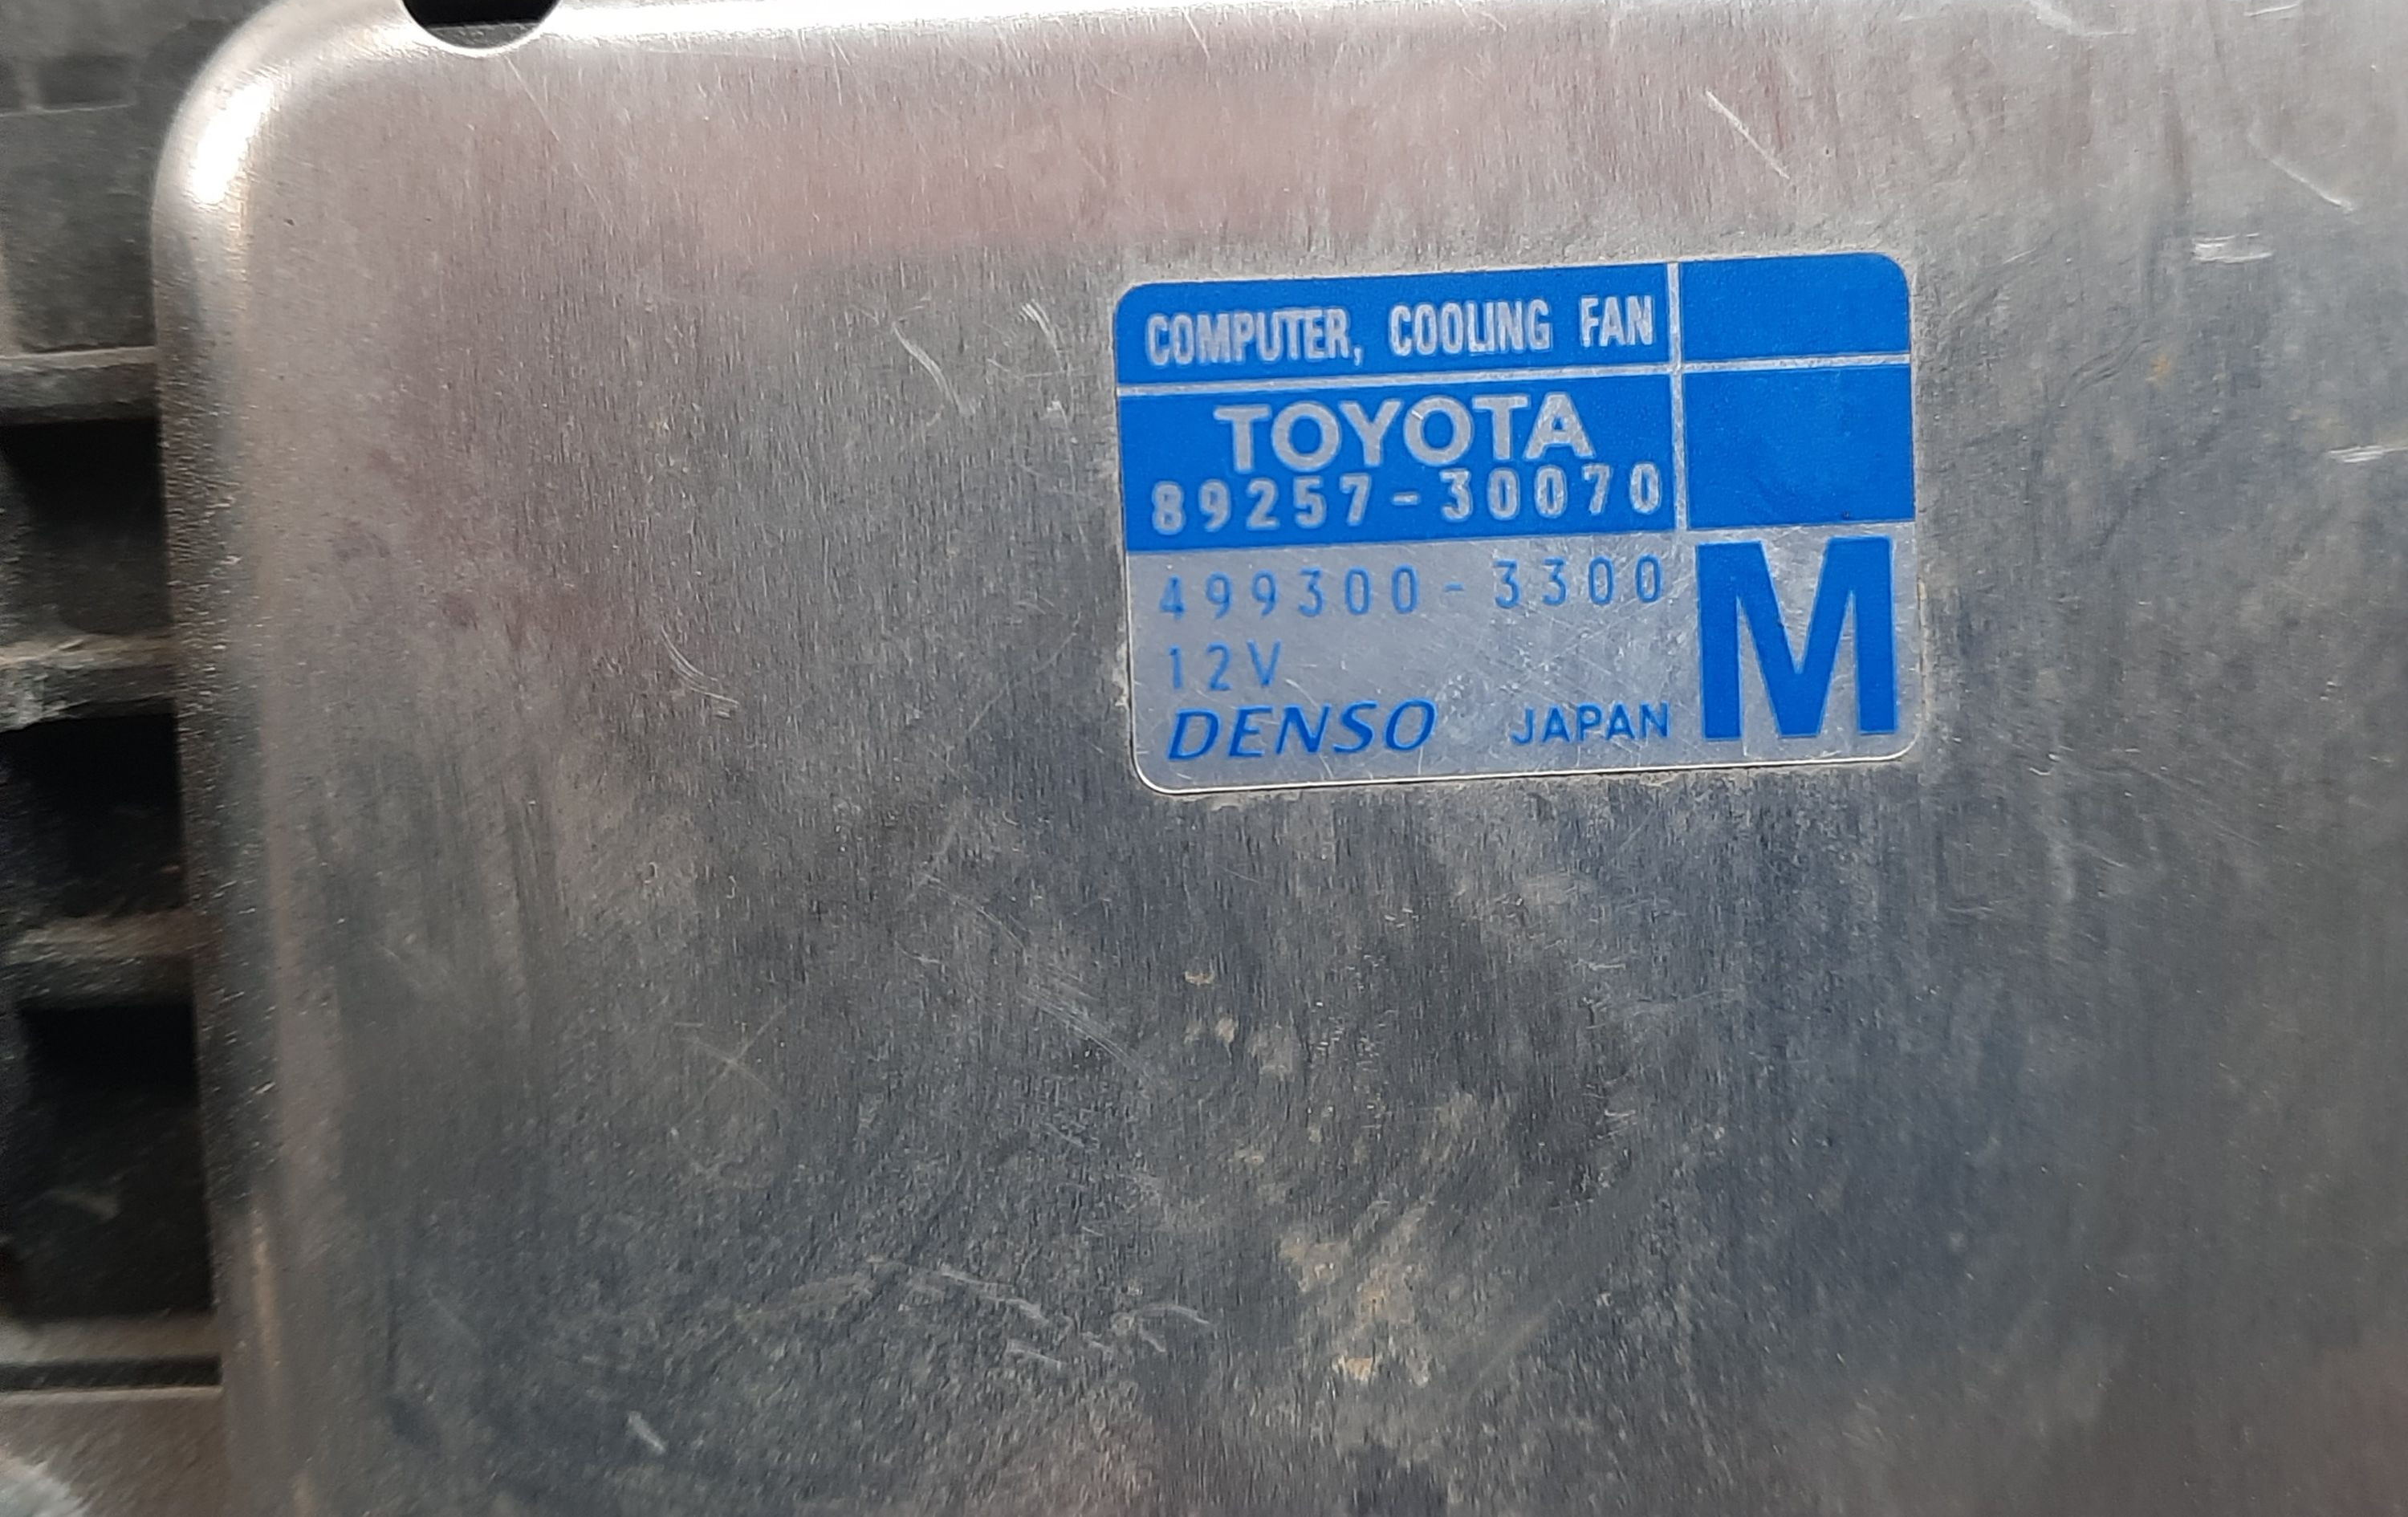 COMPUTER, COOLING FAN
TOYOTA
89257-30070
499300-3300
12V
DENSO JAPAN M